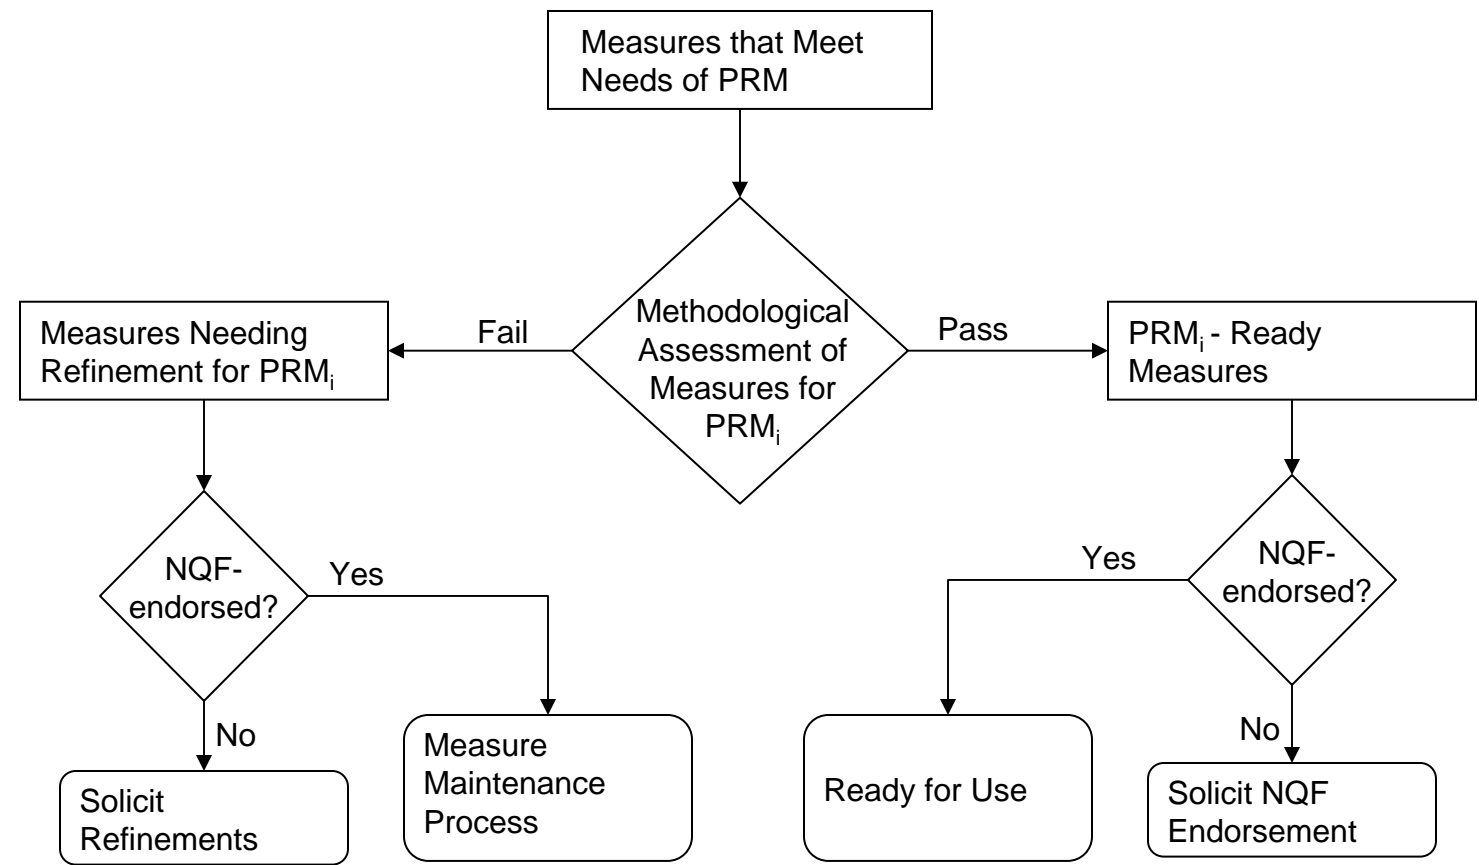 Measures that Meet
Needs of PRM
Measures Needing
Refinement for PRMi
Fail
Methodological
Assessment of
Measures for
PRMi
Pass
PRMi - Ready
Measures
NQF-
endorsed?
Yes
Yes
NQF-
endorsed?
No
Solicit
Refinements
Measure
Maintenance
Process
Ready for Use
No
Solicit NQF
Endorsement